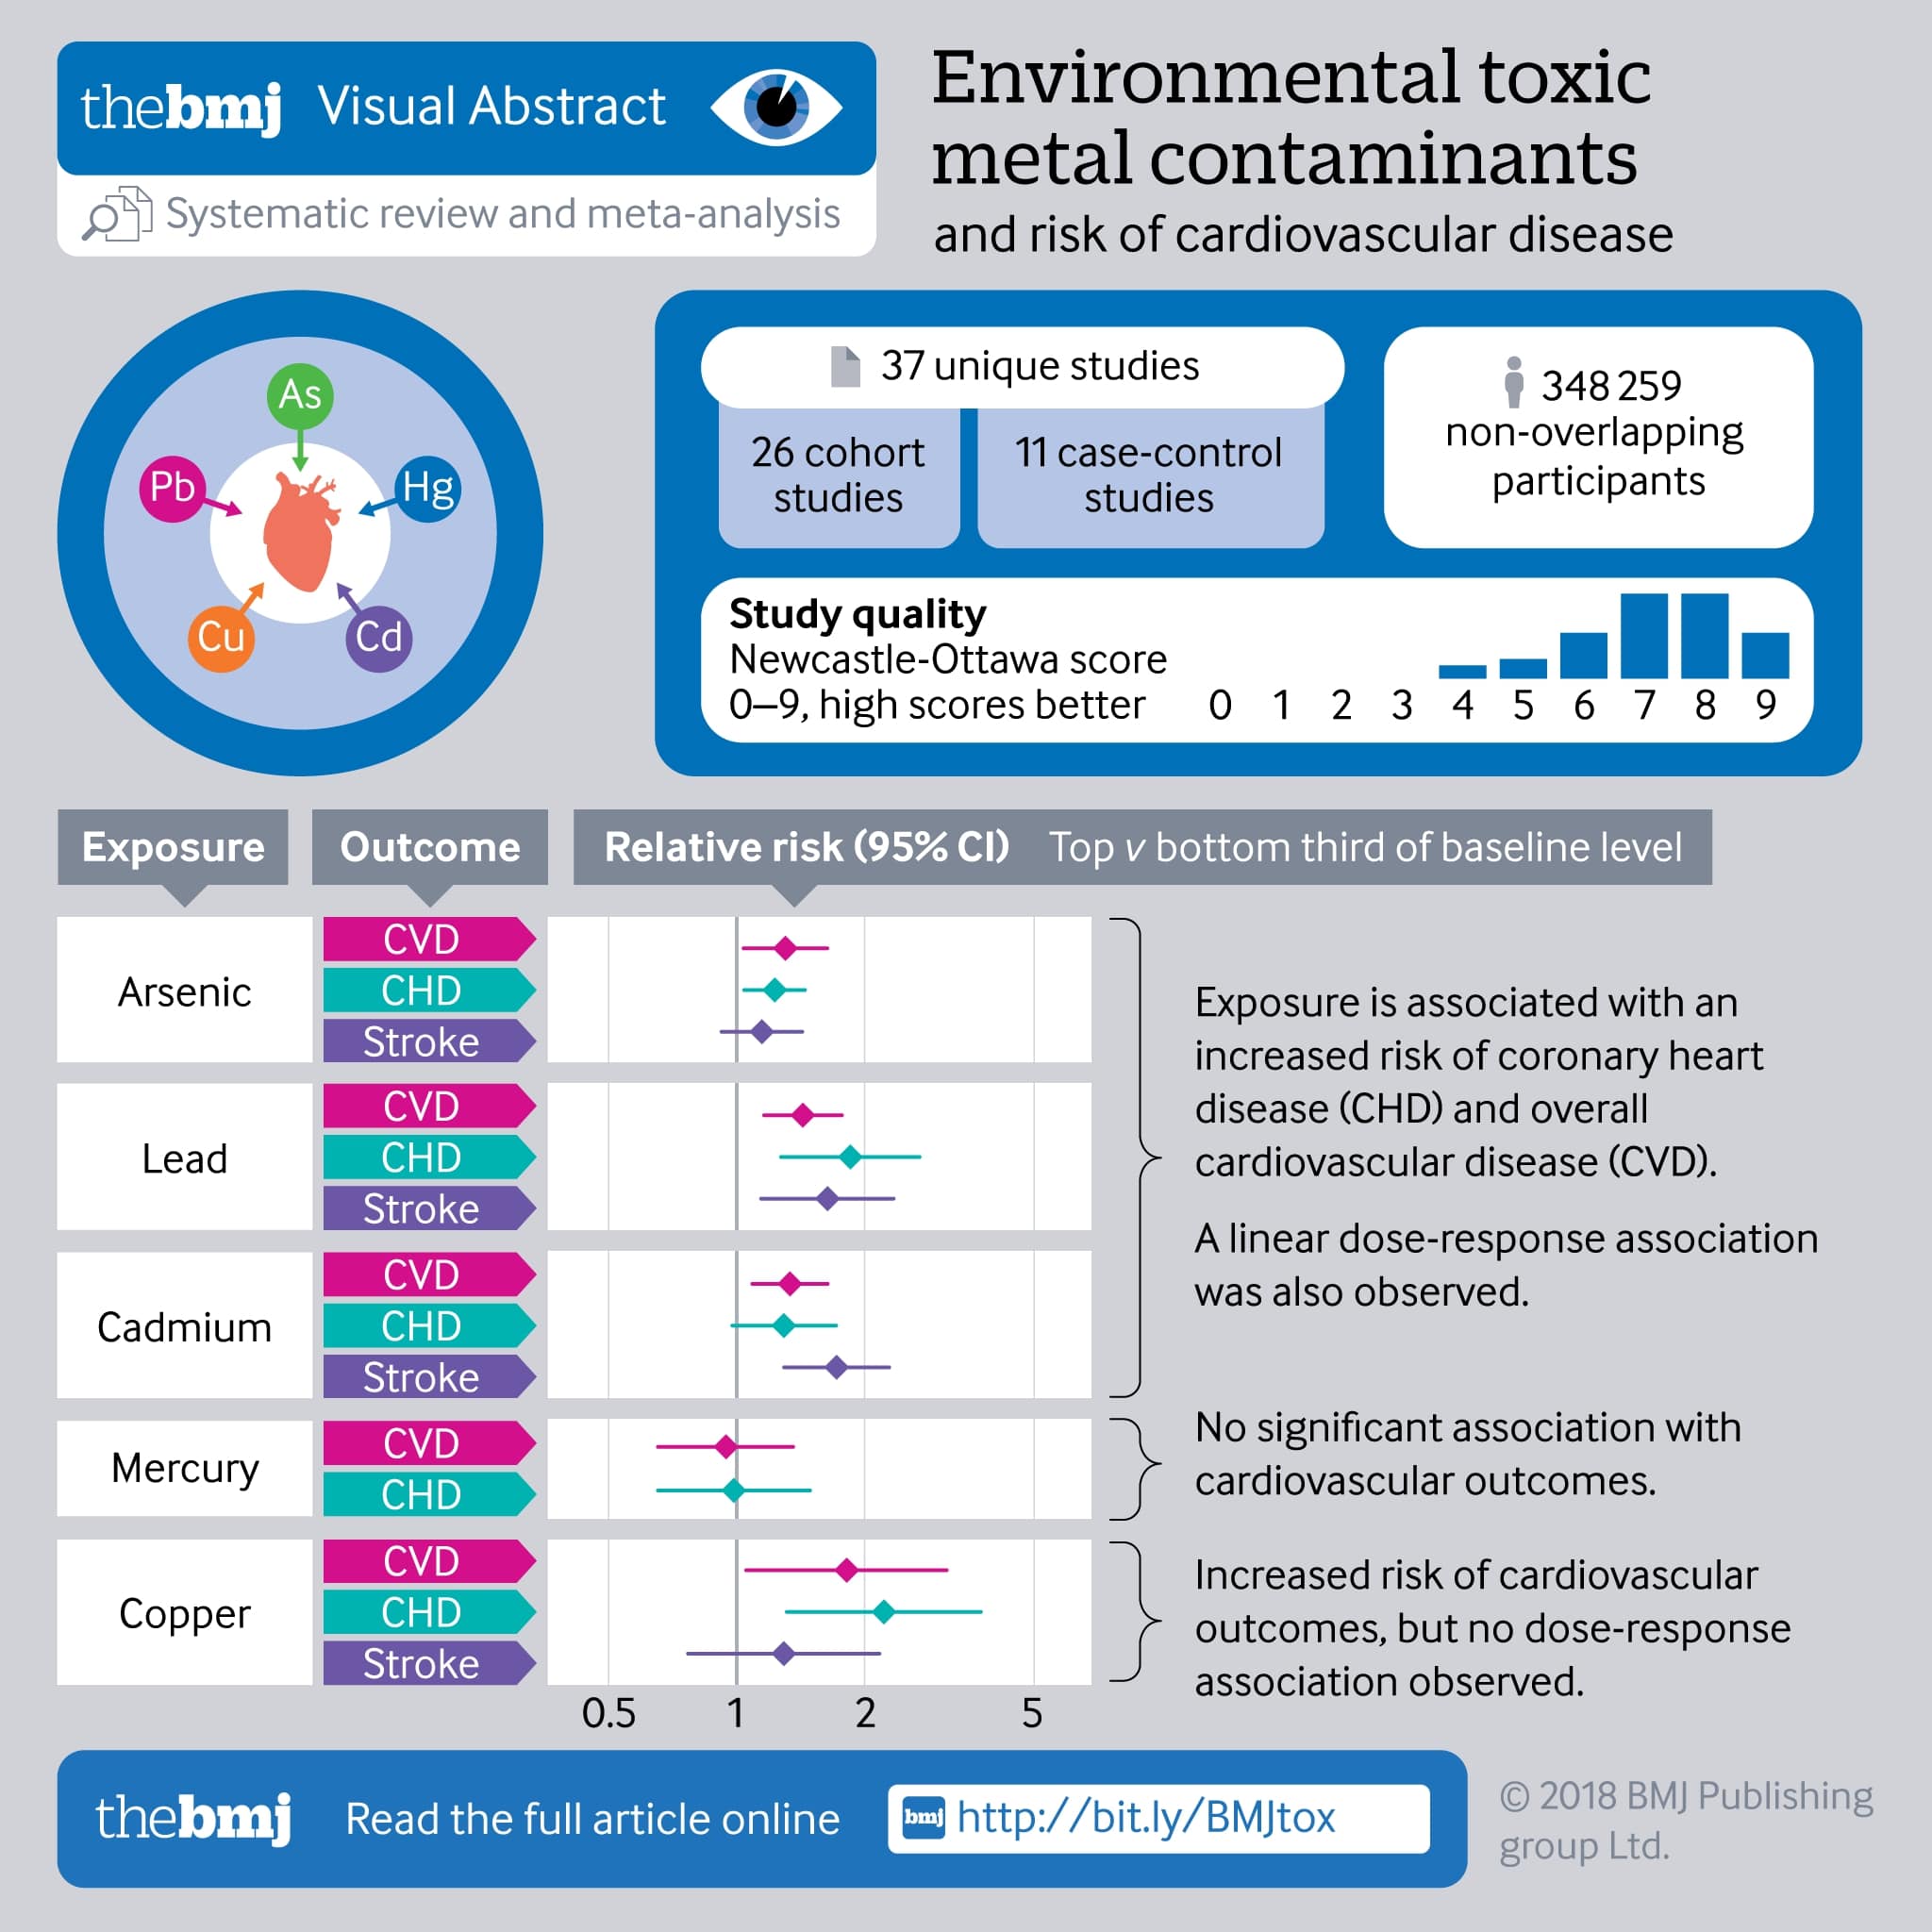 thebmj Visual Abstract
Systematic review and meta-analysis
Environmental toxic
metal contaminants
and risk of cardiovascular disease
As
Pb
Hg
Cu
Cd
37 unique studies
26 cohort
studies
11 case-control
studies
348 259
non-overlapping
participants
Study quality
Newcastle-Ottawa score
0–9, high scores better
0 1 2 3 4 5 6 7 8 9
Exposure
Outcome
Relative risk (95% CI) Top v bottom third of baseline level
Arsenic
CVD
CHD
Stroke
Lead
CVD
CHD
Stroke
Cadmium
CVD
CHD
Stroke
Exposure is associated with an
increased risk of coronary heart
disease (CHD) and overall
cardiovascular disease (CVD).
A linear dose-response association
was also observed.
Mercury
CVD
CHD
No significant association with
cardiovascular outcomes.
Copper
CVD
CHD
Stroke
Increased risk of cardiovascular
outcomes, but no dose-response
association observed.
0.5 1 2 5
thebmj Read the full article online bmj http://bit.ly/BMJtox
© 2018 BMJ Publishing
group Ltd.